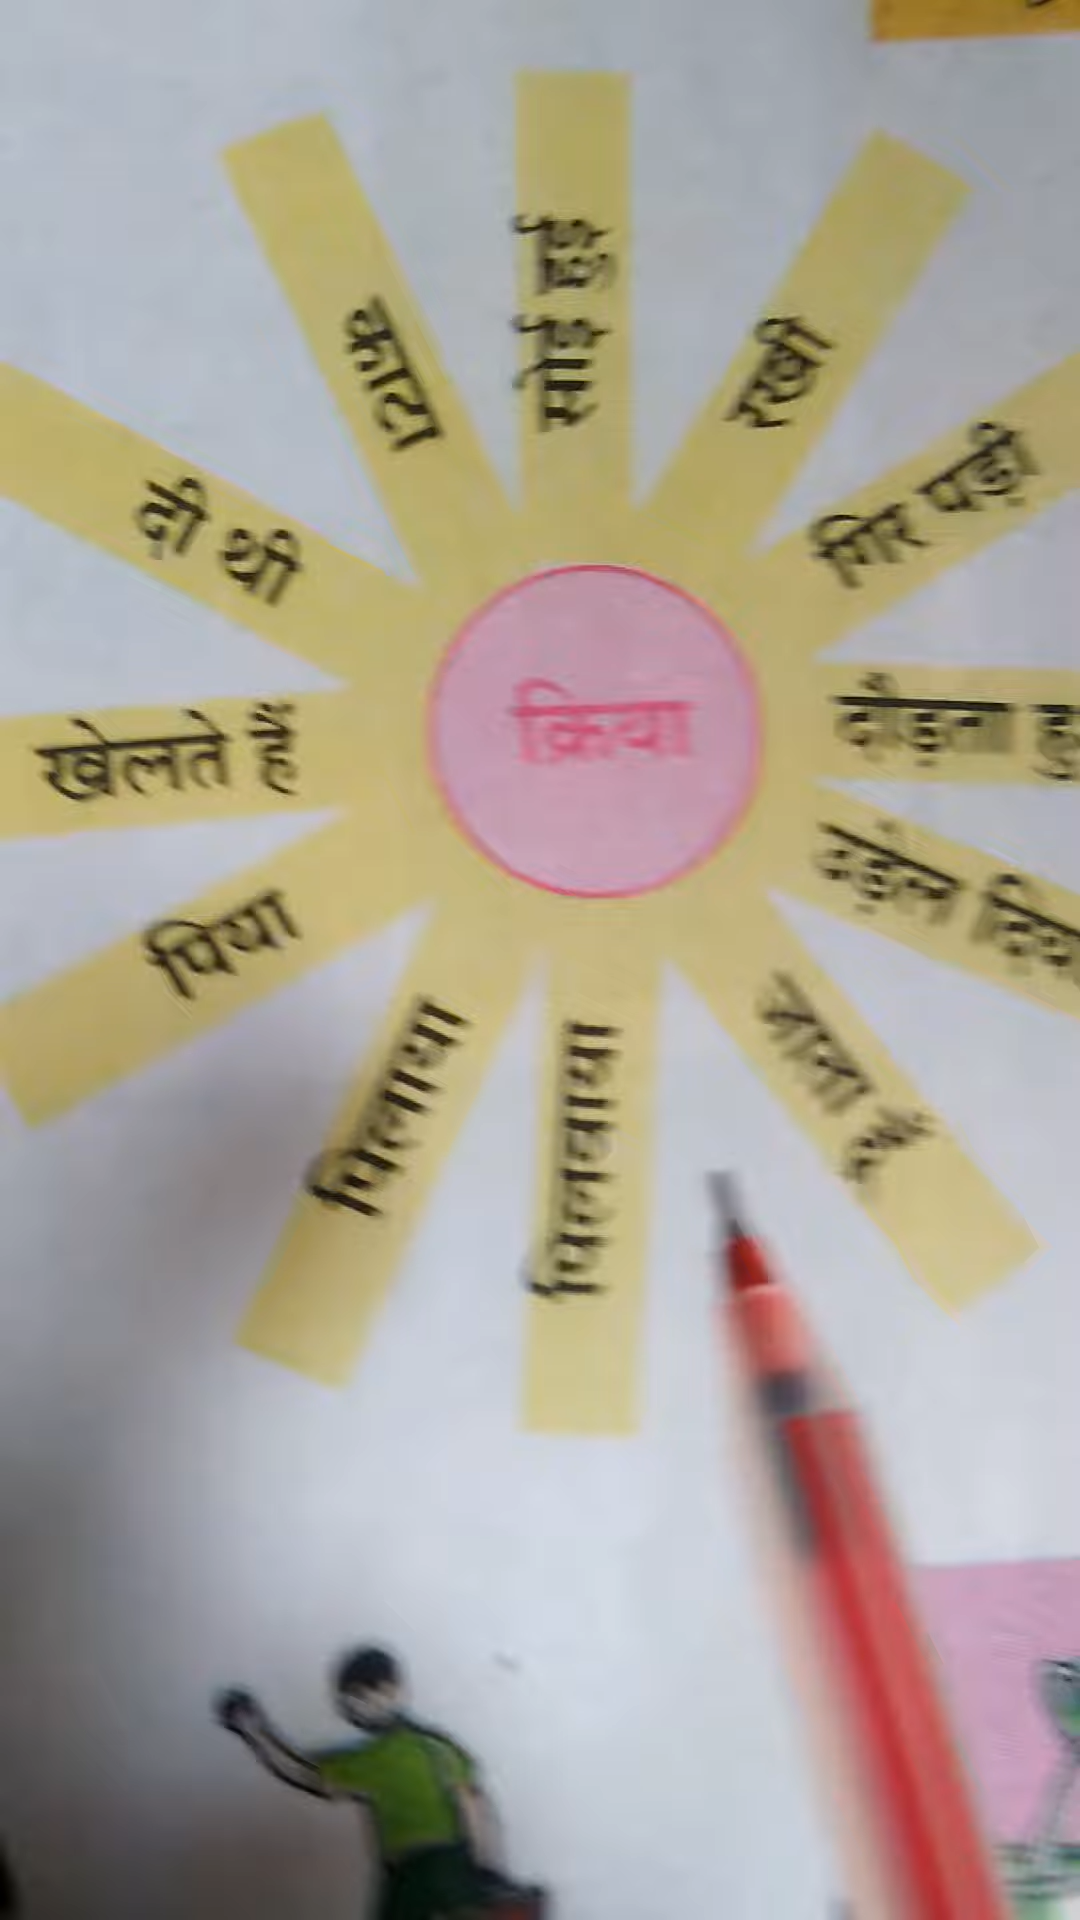 क्रिया
सोई हुई
रखी
गिर पड़ी
दौड़ता
जाता है
पिलवाया
पिलाया
पिया
खेलते हैं
दी थी
काटा